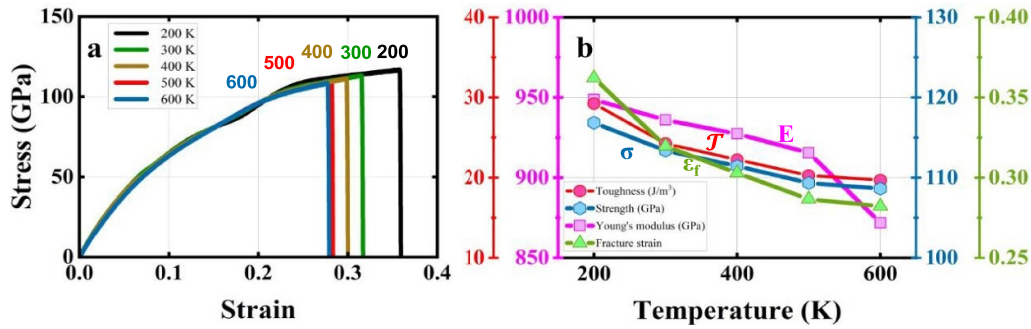 a
Stress (GPa)
150
100
50
0
0.0 0.1 0.2 0.3 0.4
Strain
200 K
300 K
400 K
500 K
600 K
600
500
400
300
200
b
40
30
20
10
1000
950
900
850
130
120
110
100
0.40
0.35
0.30
0.25
σ
𝒯
εf
E
Toughness (J/m³)
Strength (GPa)
Young's modulus (GPa)
Fracture strain
200 300 400 500 600
Temperature (K)